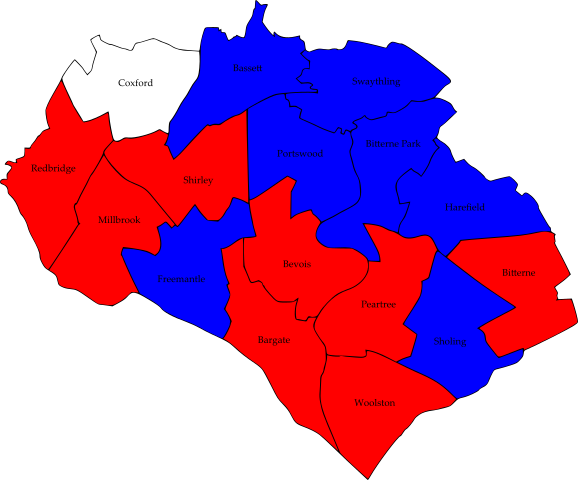 Bassett
Coxford
Swaythling
Bitterne Park
Portswood
Redbridge
Shirley
Harefield
Millbrook
Bevois
Bitterne
Freemantle
Peartree
Bargate
Sholing
Woolston